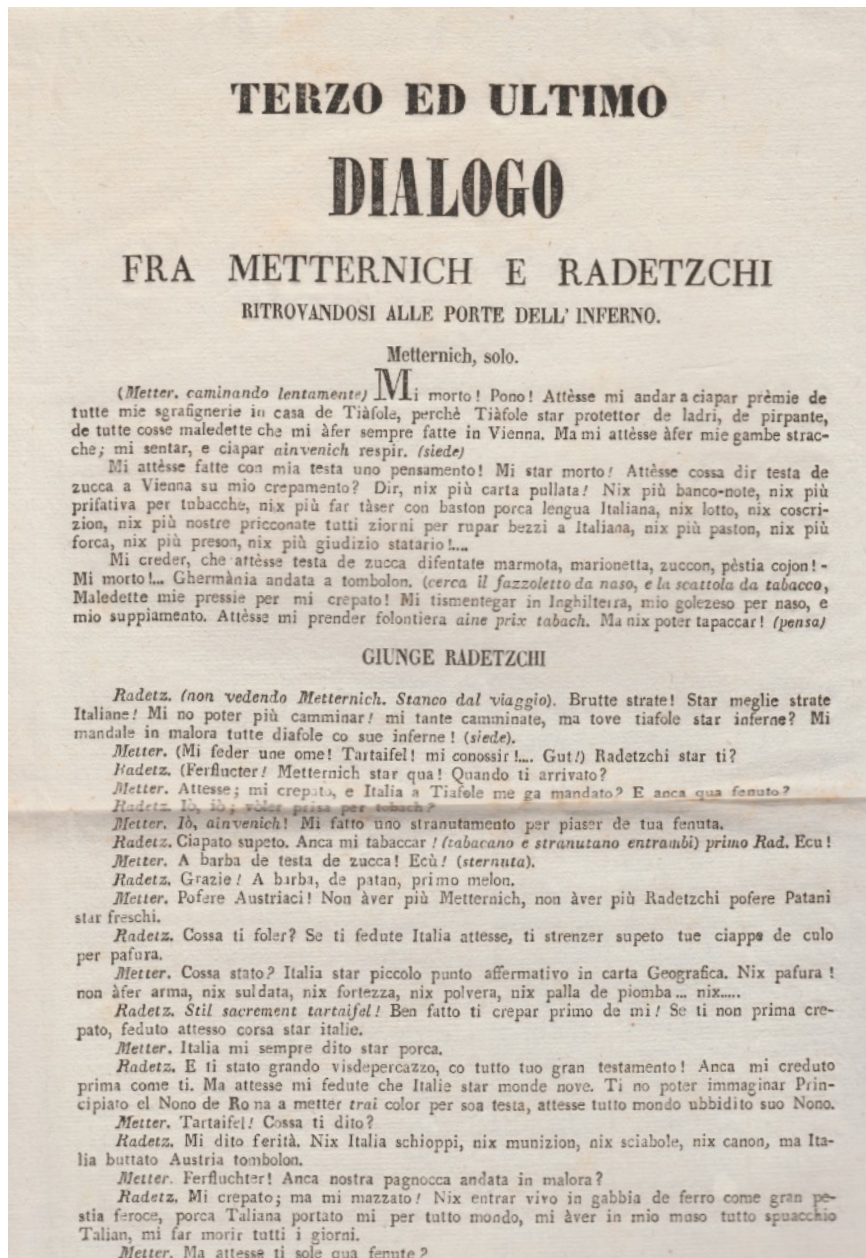 TERZO ED ULTIMO
DIALOGO
FRA METTERNICH E RADETZCHI
RITROVANDOSI ALLE PORTE DELL' INFERNO.
Metternich, solo.
(Metter. caminando lentamente) Mi morto! Pono! Attèsse mi andar a ciapar prèmie de
tutte mie sgrafignerie in casa de Tiàfole, perchè Tiàfole star protettor de ladri, de pirpante,
de tutte cosse maledette che mi àfer sempre fatte in Vienna. Ma mi attèsse àfer mie gambe strac-
che; mi sentar, e ciapar ainvenich respir. (siede)
Mi attèsse fatte con mia testa uno pensamento! Mi star morto! Attèsse cossa dir testa de
zucca a Vienna su mio crepamento? Dir, nix più carta pullata! Nix più banco-note, nix più
prifativa per tubacche, nix più far tàser con baston porca lengua Italiana, nix lotto, nix coscri-
zion, nix più nostre pricconate tutti ziorni per rupar bezzi a Italiana, nix più paston, nix più
forca, nix più preson, nix più giudizio statario!....
Mi creder, che attèsse testa de zucca difentate marmota, marionetta, zuccon, pèstia cojon! -
Mi morto!... Ghermània andata a tombolon. (cerca il fazzoletto da naso, e la scattola da tabacco,
Maledette mie pressie per mi crepato! Mi tismentegar in Inghilterra, mio golezeso per naso, e
mio suppiamento. Attèsse mi prender folontiera aine prix tabach. Ma nix poter tapaccar! (pensa)
GIUNGE RADETZCHI
Radetz. (non vedendo Metternich. Stanco dal viaggio). Brutte strate! Star meglie strate
Italiane! Mi no poter più camminar! mi tante camminate, ma tove tiafole star inferne? Mi
mandale in malora tutte diafole co sue inferne! (siede).
Metter. (Mi feder une ome! Tartaifel! mi conossir!.... Gut!) Radetzchi star ti?
Radetz. (Ferflucter! Metternich star qua! Quando ti arrivato?
Metter. Attesse; mi crepato, e Italia a Tiafole me ga mandato? E anca qua fenuto?
Radetz. Iò, iò; voler prisa per tobach?
Metter. Iò, ainvenich! Mi fatto uno stranutamento per piaser de tua fenuta.
Radetz. Ciapato supeto. Anca mi tabaccar! (tabacano e stranutano entrambi) primo Rad. Ecu!
Metter. A barba de testa de zucca! Ecù! (sternuta).
Radetz. Grazie! A barba, de patan, primo melon.
Metter. Pofere Austriaci! Non àver più Metternich, non àver più Radetzchi pofere Patani
star freschi.
Radetz. Cossa ti foler? Se ti fedute Italia attesse, ti strenzer supeto tue ciappe de culo
per pafura.
Metter. Cossa stato? Italia star piccolo punto affermativo in carta Geografica. Nix pafura!
non àfer arma, nix suldata, nix fortezza, nix polvera, nix palla de piomba... nix.....
Radetz. Stil sacrement tartaifel! Ben fatto ti crepar primo de mi! Se ti non prima cre-
pato, feduto attesso corsa star italie.
Metter. Italia mi sempre dito star porca.
Radetz. E ti stato grando visdepercazzo, co tutto tuo gran testamento! Anca mi creduto
prima come ti. Ma attesse mi fedute che Italie star monde nove. Ti no poter immaginar Prin-
cipiato el Nono de Roma a metter trai color per soa testa, attesse tutto mondo ubbidito suo Nono.
Metter. Tartaifel! Cossa ti dito?
Radetz. Mi dito ferità. Nix Italia schioppi, nix munizion, nix sciabole, nix canon, ma Ita-
lia buttato Austria tombolon.
Metter. Ferfluchter! Anca nostra pagnocca andata in malora?
Radetz. Mi crepato; ma mi mazzato! Nix entrar vivo in gabbia de ferro come gran pe-
stia feroce, porca Taliana portato mi per tutto mondo, mi àver in mio muso tutto spuacchio
Talian, mi far morir tutti i giorni.
Metter. Ma attesse ti sole qua fenute?